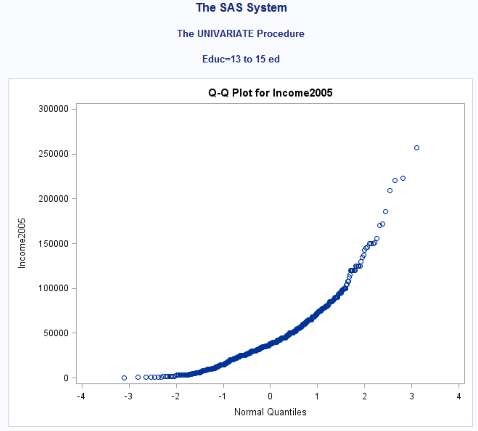 The SAS System
The UNIVARIATE Procedure
Educ=13 to 15 ed
Q-Q Plot for Income2005
300000
250000
200000
150000
100000
50000
0
Income2005
-4 -3 -2 -1 0 1 2 3 4
Normal Quantiles